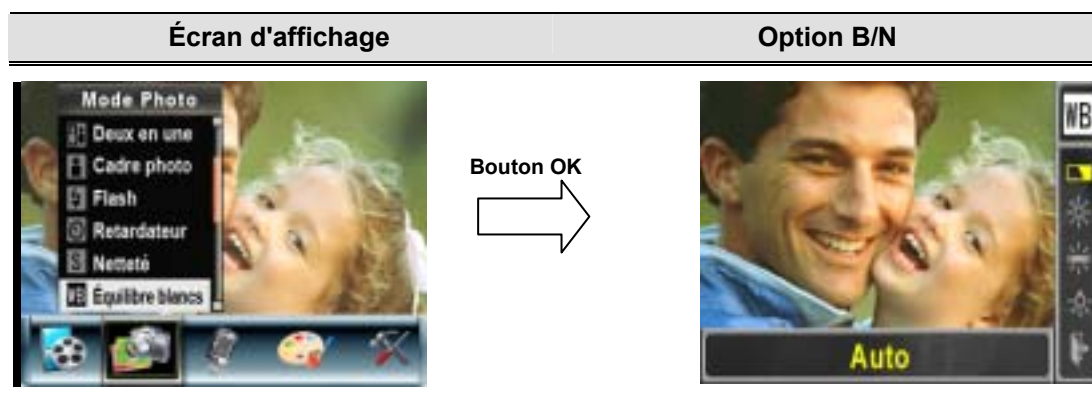 Écran d'affichage
Option B/N
Mode Photo
Deux en une
Cadre photo
Flash
Retardateur
S Netteté
WB Équilibre blancs
Bouton OK
WB
Auto